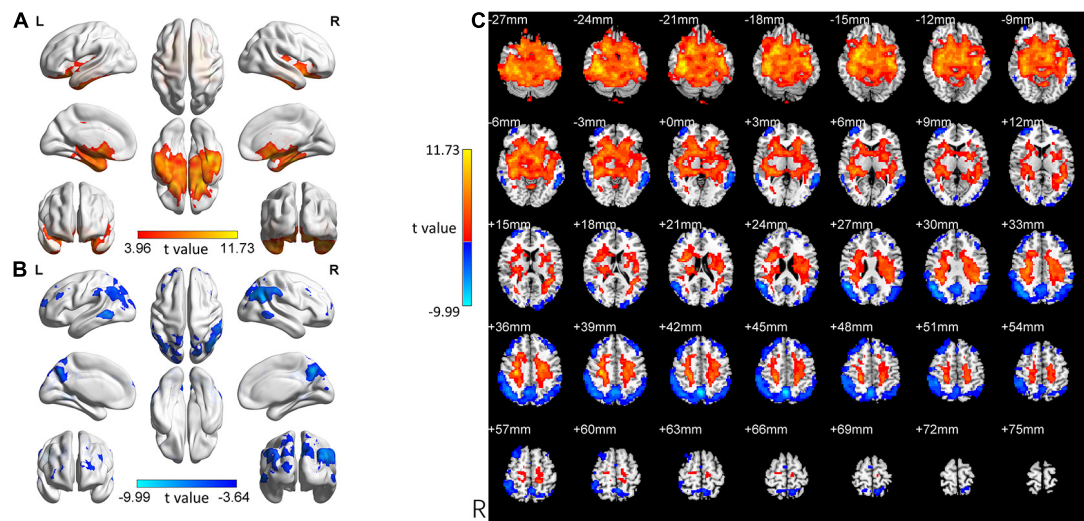 A L R
3.96 11.73
t value
B L R
-9.99 t value -3.64
C
-27mm -24mm -21mm -18mm -15mm -12mm -9mm
-6mm -3mm +0mm +3mm +6mm +9mm +12mm
11.73
t value
-9.99
+15mm +18mm +21mm +24mm +27mm +30mm +33mm
+36mm +39mm +42mm +45mm +48mm +51mm +54mm
+57mm +60mm +63mm +66mm +69mm +72mm +75mm
R